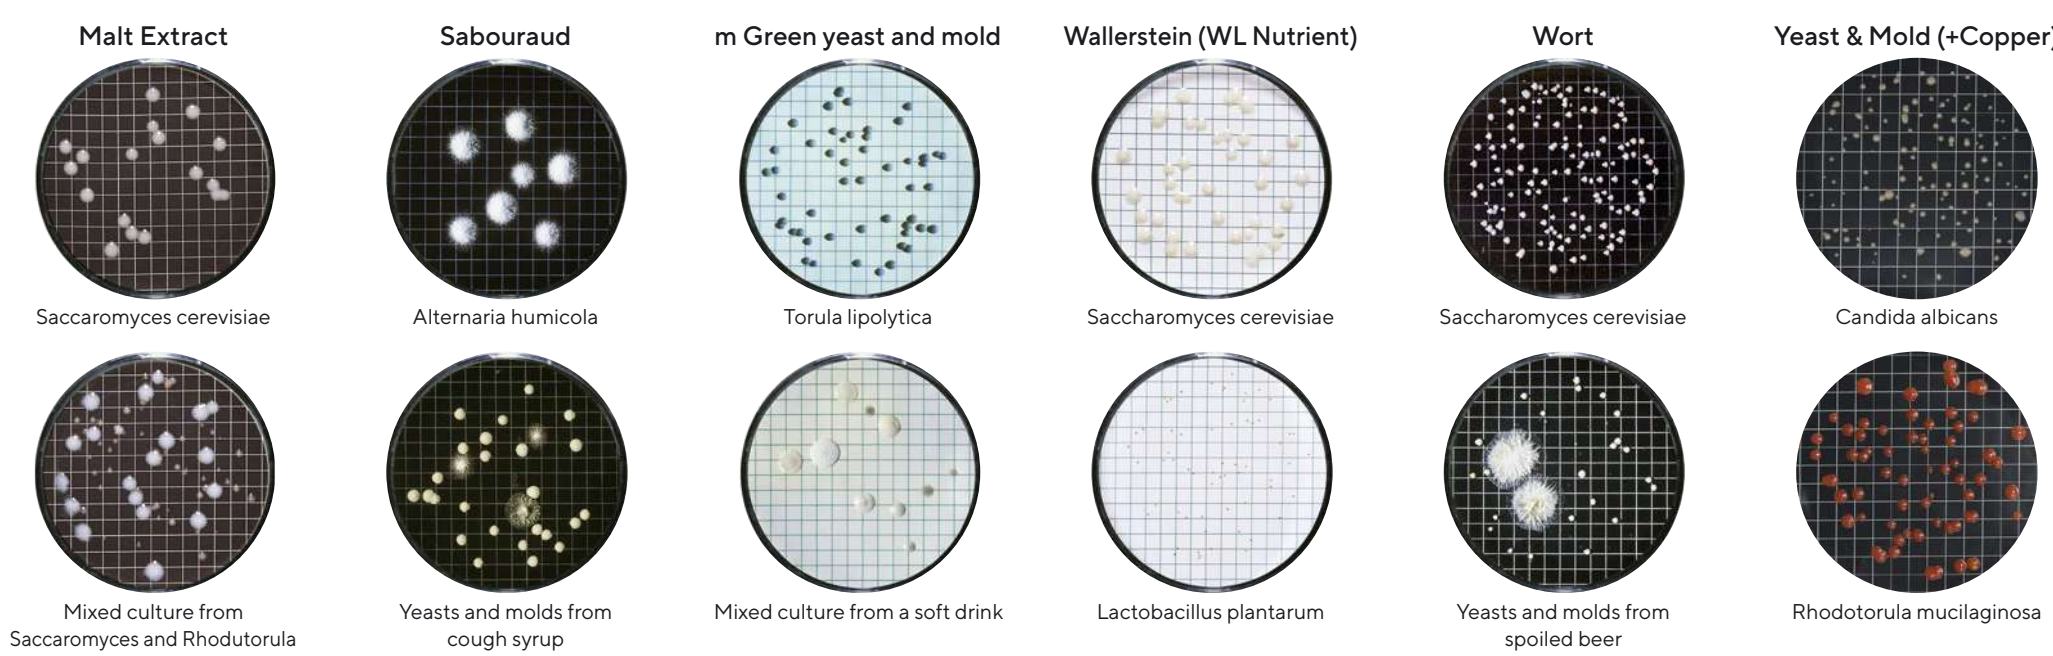 Malt Extract
Sabouraud
m Green yeast and mold
Wallerstein (WL Nutrient)
Wort
Yeast & Mold (+Copper)
Saccaromyces cerevisiae
Alternaria humicola
Torula lipolytica
Saccharomyces cerevisiae
Saccharomyces cerevisiae
Candida albicans
Mixed culture from
Saccaromyces and Rhodutorula
Yeasts and molds from
cough syrup
Mixed culture from a soft drink
Lactobacillus plantarum
Yeasts and molds from
spoiled beer
Rhodotorula mucilaginosa